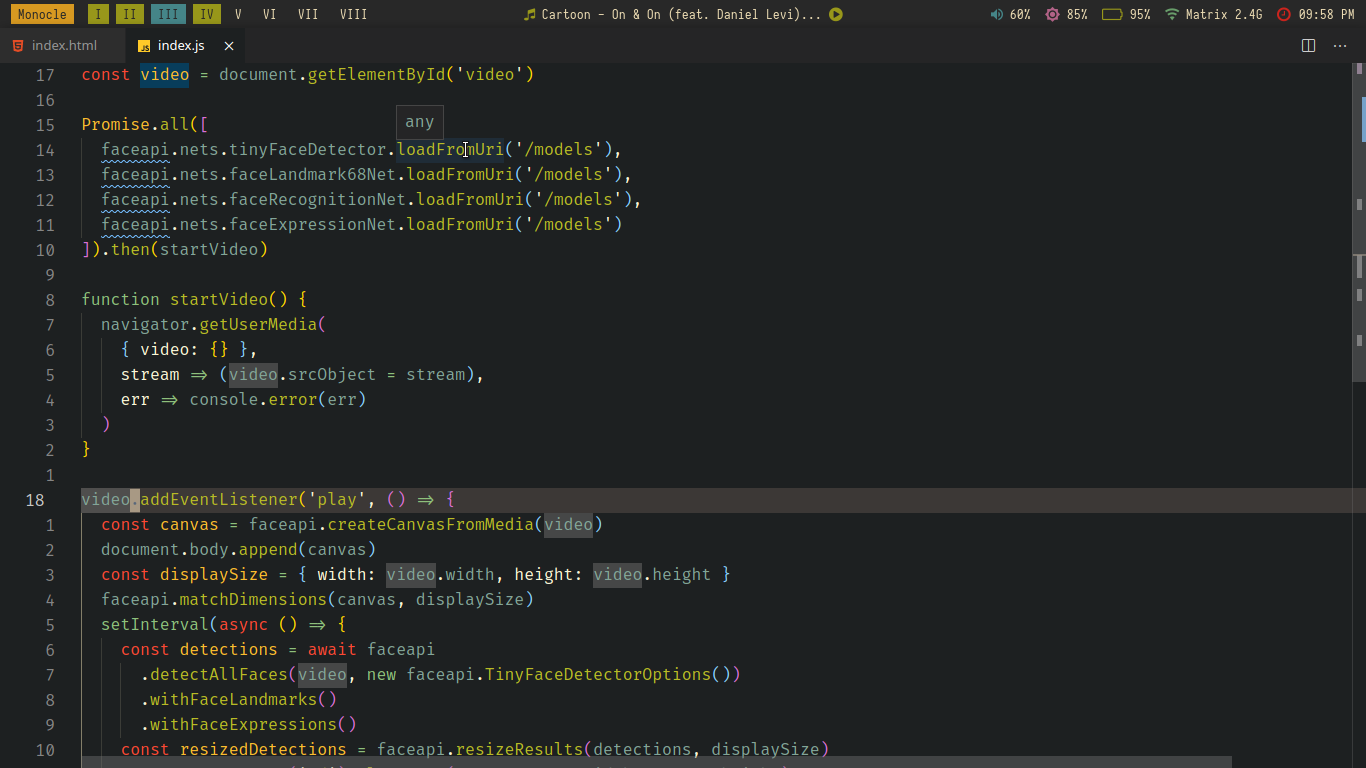 Monocle I II III IV V VI VII VIII Cartoon - On & On (feat. Daniel Levi)... 60% 85% 95% Matrix 2.4G 09:58 PM
index.html JS index.js × ...
17 const video = document.getElementById('video')
16
15 Promise.all([
any
14 faceapi.nets.tinyFaceDetector.loadFromUri('/models'),
13 faceapi.nets.faceLandmark68Net.loadFromUri('/models'),
12 faceapi.nets.faceRecognitionNet.loadFromUri('/models'),
11 faceapi.nets.faceExpressionNet.loadFromUri('/models')
10 ]).then(startVideo)
9
8 function startVideo() {
7 navigator.getUserMedia(
6 { video: {} },
5 stream => (video.srcObject = stream),
4 err => console.error(err)
3 )
2 }
1
18 video.addEventListener('play', () => {
1 const canvas = faceapi.createCanvasFromMedia(video)
2 document.body.append(canvas)
3 const displaySize = { width: video.width, height: video.height }
4 faceapi.matchDimensions(canvas, displaySize)
5 setInterval(async () => {
6 const detections = await faceapi
7 .detectAllFaces(video, new faceapi.TinyFaceDetectorOptions())
8 .withFaceLandmarks()
9 .withFaceExpressions()
10 const resizedDetections = faceapi.resizeResults(detections, displaySize)